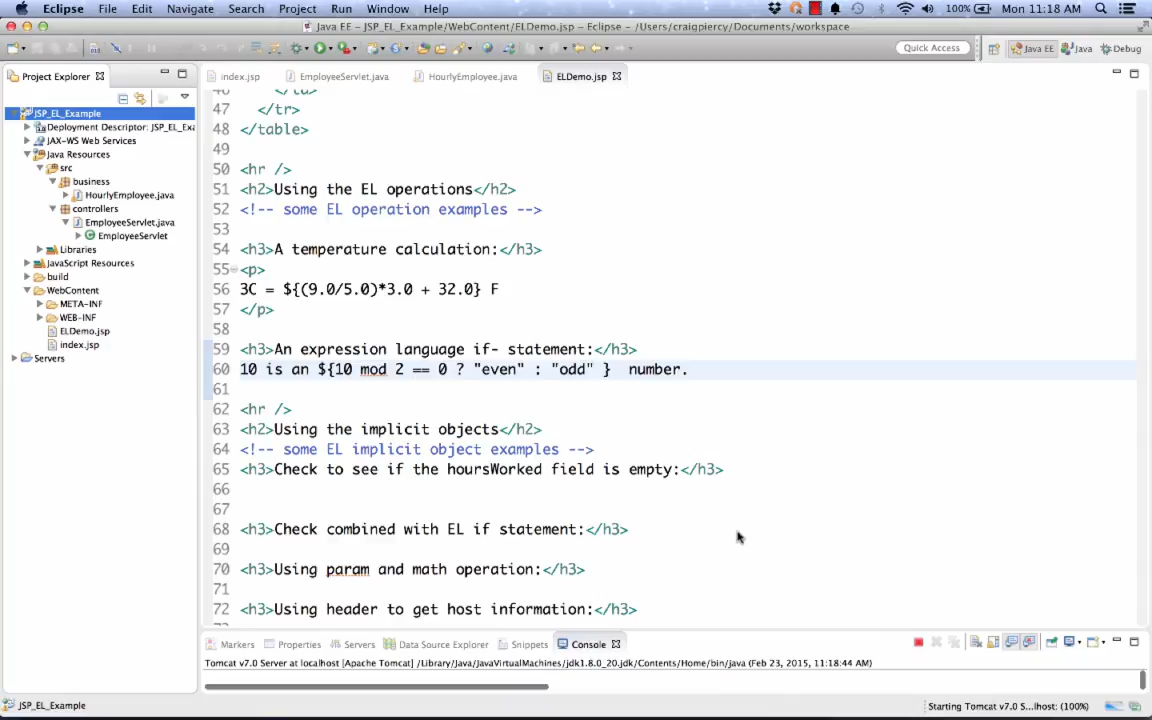 Eclipse File Edit Navigate Search Project Run Window Help 100% Mon 11:18 AM
Java EE – JSP_EL_Example/WebContent/ELDemo.jsp – Eclipse – /Users/craigpiercy/Documents/workspace
Quick Access Java EE Java Debug
Project Explorer index.jsp EmployeeServlet.java HourlyEmployee.java ELDemo.jsp
JSP_EL_Example
Deployment Descriptor: JSP_EL_Exa
JAX-WS Web Services
Java Resources
src
business
HourlyEmployee.java
controllers
EmployeeServlet.java
EmployeeServlet
Libraries
JavaScript Resources
build
WebContent
META-INF
WEB-INF
ELDemo.jsp
index.jsp
Servers
46 </td>
47 </tr>
48 </table>
49
50 <hr />
51 <h2>Using the EL operations</h2>
52 <!-- some EL operation examples -->
53
54 <h3>A temperature calculation:</h3>
55 <p>
56 3C = ${(9.0/5.0)*3.0 + 32.0} F
57 </p>
58
59 <h3>An expression language if- statement:</h3>
60 10 is an ${10 mod 2 == 0 ? "even" : "odd" }  number.
61
62 <hr />
63 <h2>Using the implicit objects</h2>
64 <!-- some EL implicit object examples -->
65 <h3>Check to see if the hoursWorked field is empty:</h3>
66
67
68 <h3>Check combined with EL if statement:</h3>
69
70 <h3>Using param and math operation:</h3>
71
72 <h3>Using header to get host information:</h3>
Markers Properties Servers Data Source Explorer Snippets Console
Tomcat v7.0 Server at localhost [Apache Tomcat] /Library/Java/JavaVirtualMachines/jdk1.8.0_20.jdk/Contents/Home/bin/java (Feb 23, 2015, 11:18:44 AM)
JSP_EL_Example Starting Tomcat v7.0 S...lhost: (100%)